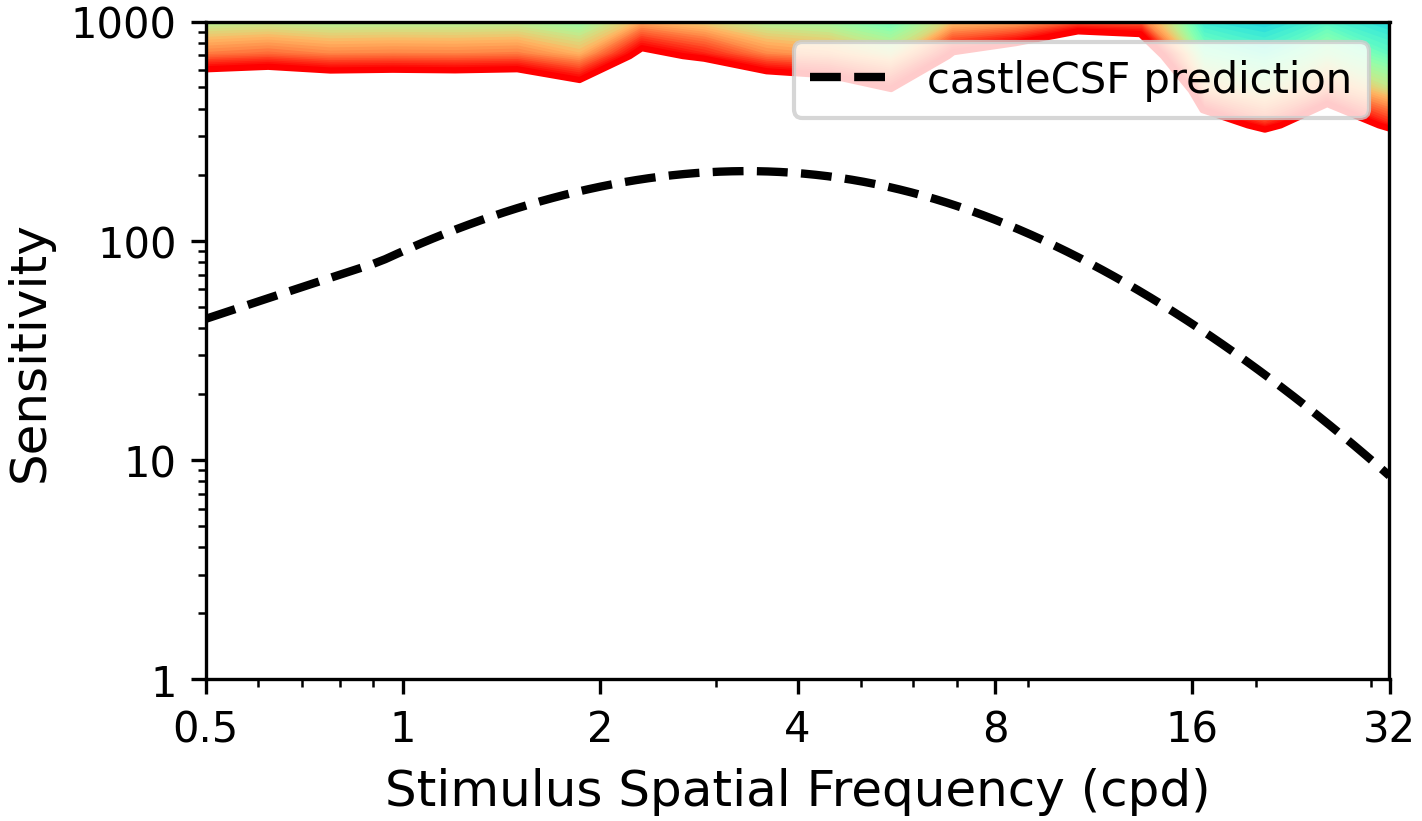 1000
100
10
1
Sensitivity
castleCSF prediction
0.5 1 2 4 8 16 32
Stimulus Spatial Frequency (cpd)